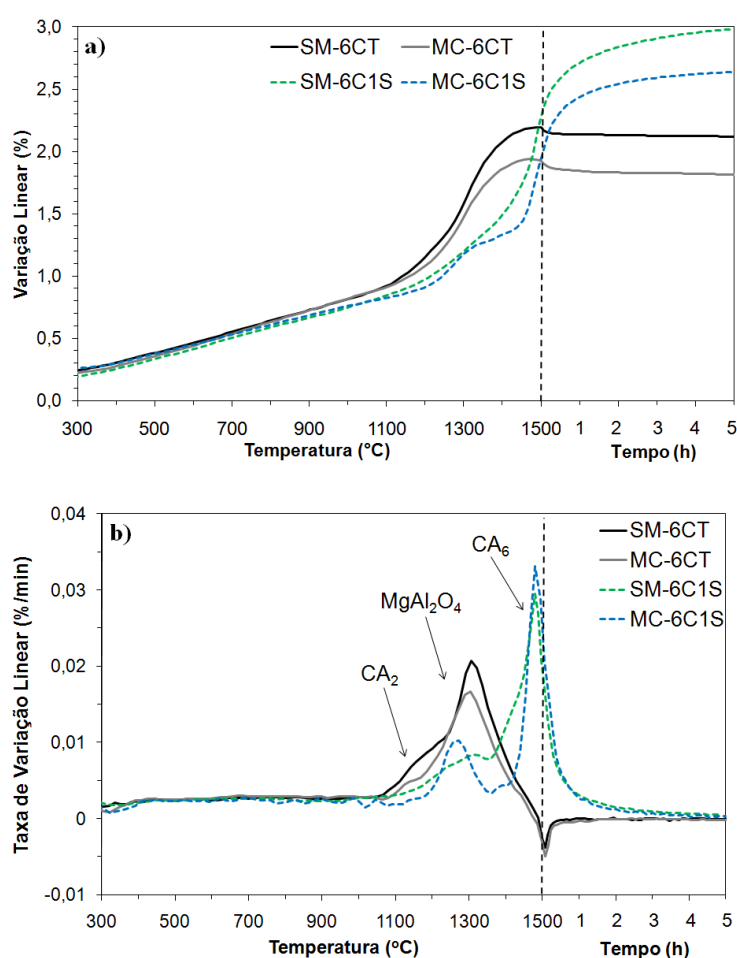 a)
SM-6CT
MC-6CT
SM-6C1S
MC-6C1S
Variação Linear (%)
3,0
2,5
2,0
1,5
1,0
0,5
0,0
300 500 700 900 1100 1300 1500 1 2 3 4 5
Temperatura (°C) Tempo (h)
b)
SM-6CT
MC-6CT
SM-6C1S
MC-6C1S
CA6
MgAl2O4
CA2
Taxa de Variação Linear (%/min)
0,04
0,03
0,02
0,01
0
-0,01
300 500 700 900 1100 1300 1500 1 2 3 4 5
Temperatura (ºC) Tempo (h)